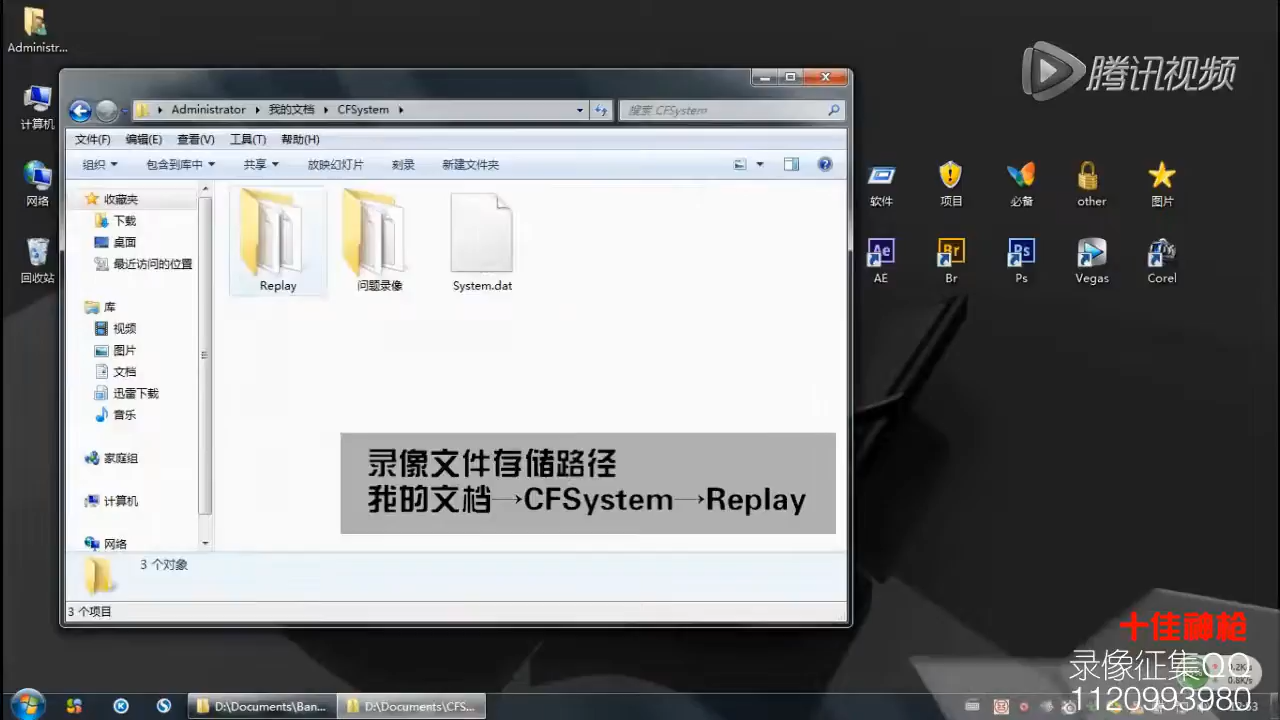 Administr...
计算机
网络
回收站
腾讯视频
Administrator
我的文档
CFSystem
搜索 CFSystem
文件(F)
编辑(E)
查看(V)
工具(T)
帮助(H)
组织
包含到库中
共享
放映幻灯片
刻录
新建文件夹
收藏夹
下载
桌面
最近访问的位置
库
视频
图片
文档
迅雷下载
音乐
家庭组
计算机
网络
Replay
问题录像
System.dat
录像文件存储路径
我的文档→CFSystem→Replay
3 个对象
3 个项目
软件
项目
必备
other
图片
Ae
Br
Ps
AE
Br
Ps
Vegas
Corel
十佳神枪
录像征集QQ
1120993980
D:\Documents\Ban...
D:\Documents\CFS...